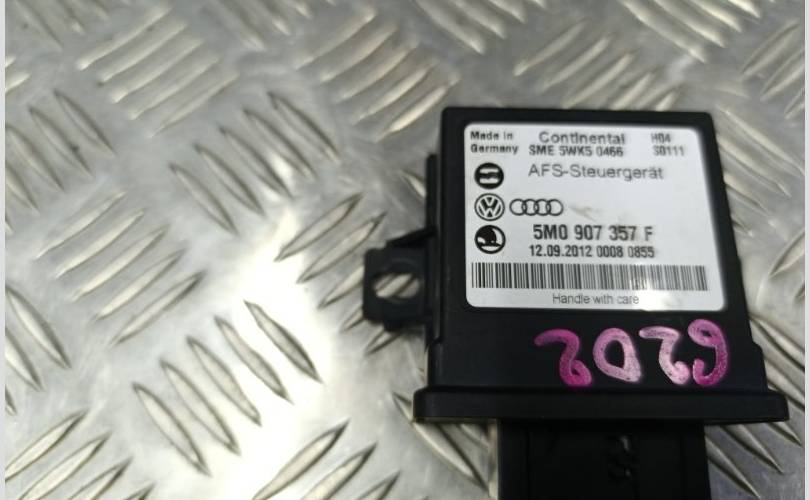 Made in Germany
Continental
SME 5WK5 0466
H04
S0111
AFS-Steuergerät
5M0 907 357 F
12.09.2012 0008 0855
Handle with care